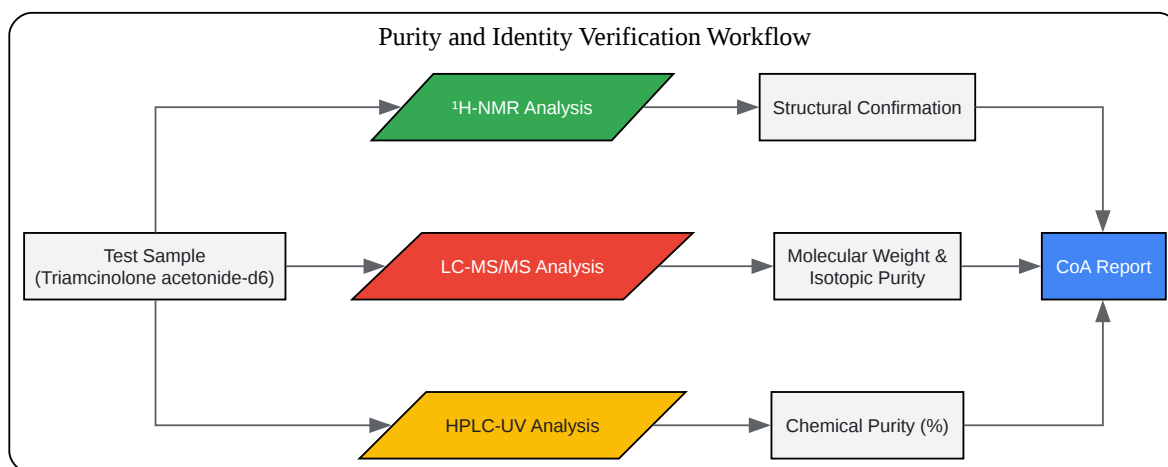 Purity and Identity Verification Workflow
¹H-NMR Analysis
Structural Confirmation
Test Sample
(Triamcinolone acetonide-d6)
LC-MS/MS Analysis
Molecular Weight &
Isotopic Purity
CoA Report
HPLC-UV Analysis
Chemical Purity (%)